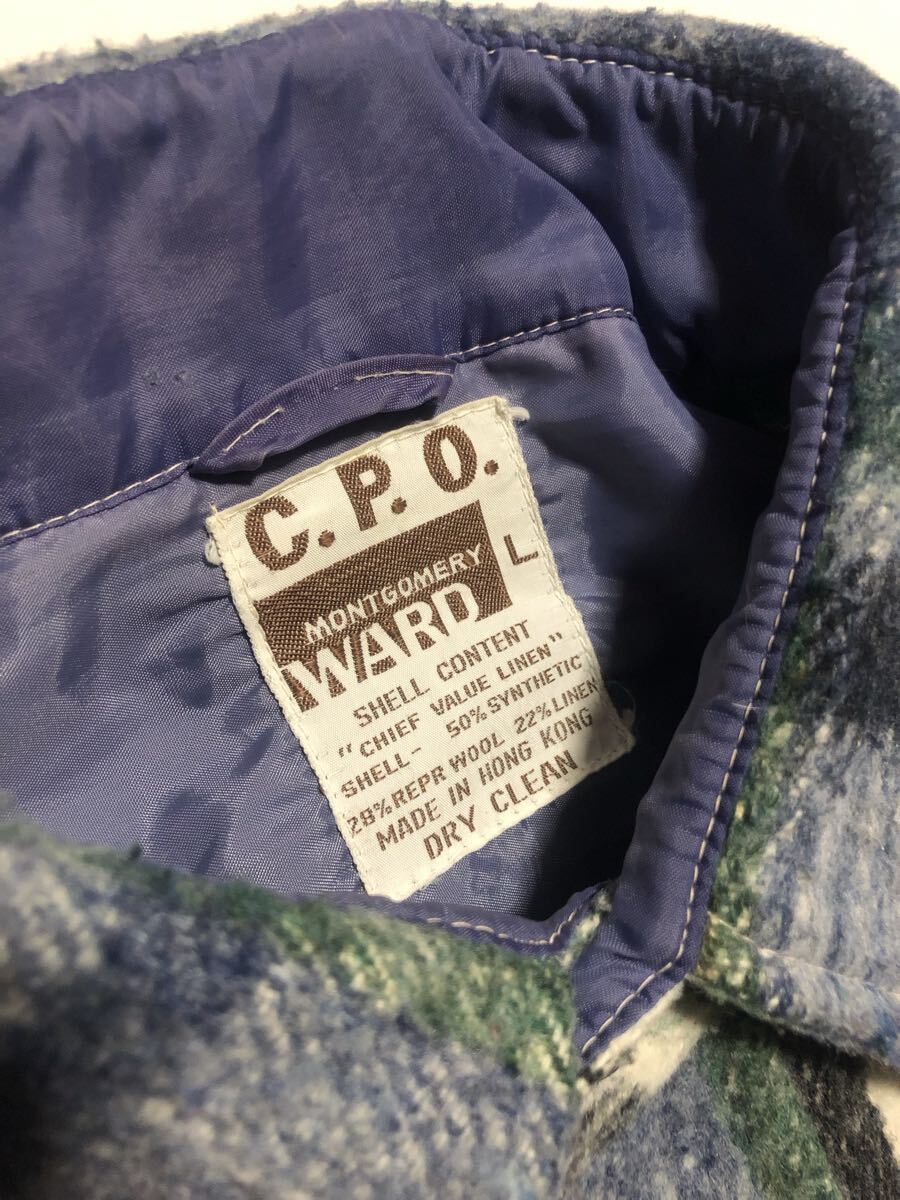 C.P.O.
MONTGOMERY
WARD L
SHELL CONTENT
"CHIEF VALUE LINEN"
SHELL- 50% SYNTHETIC
28% REPR WOOL 22% LINEN
MADE IN HONG KONG
DRY CLEAN